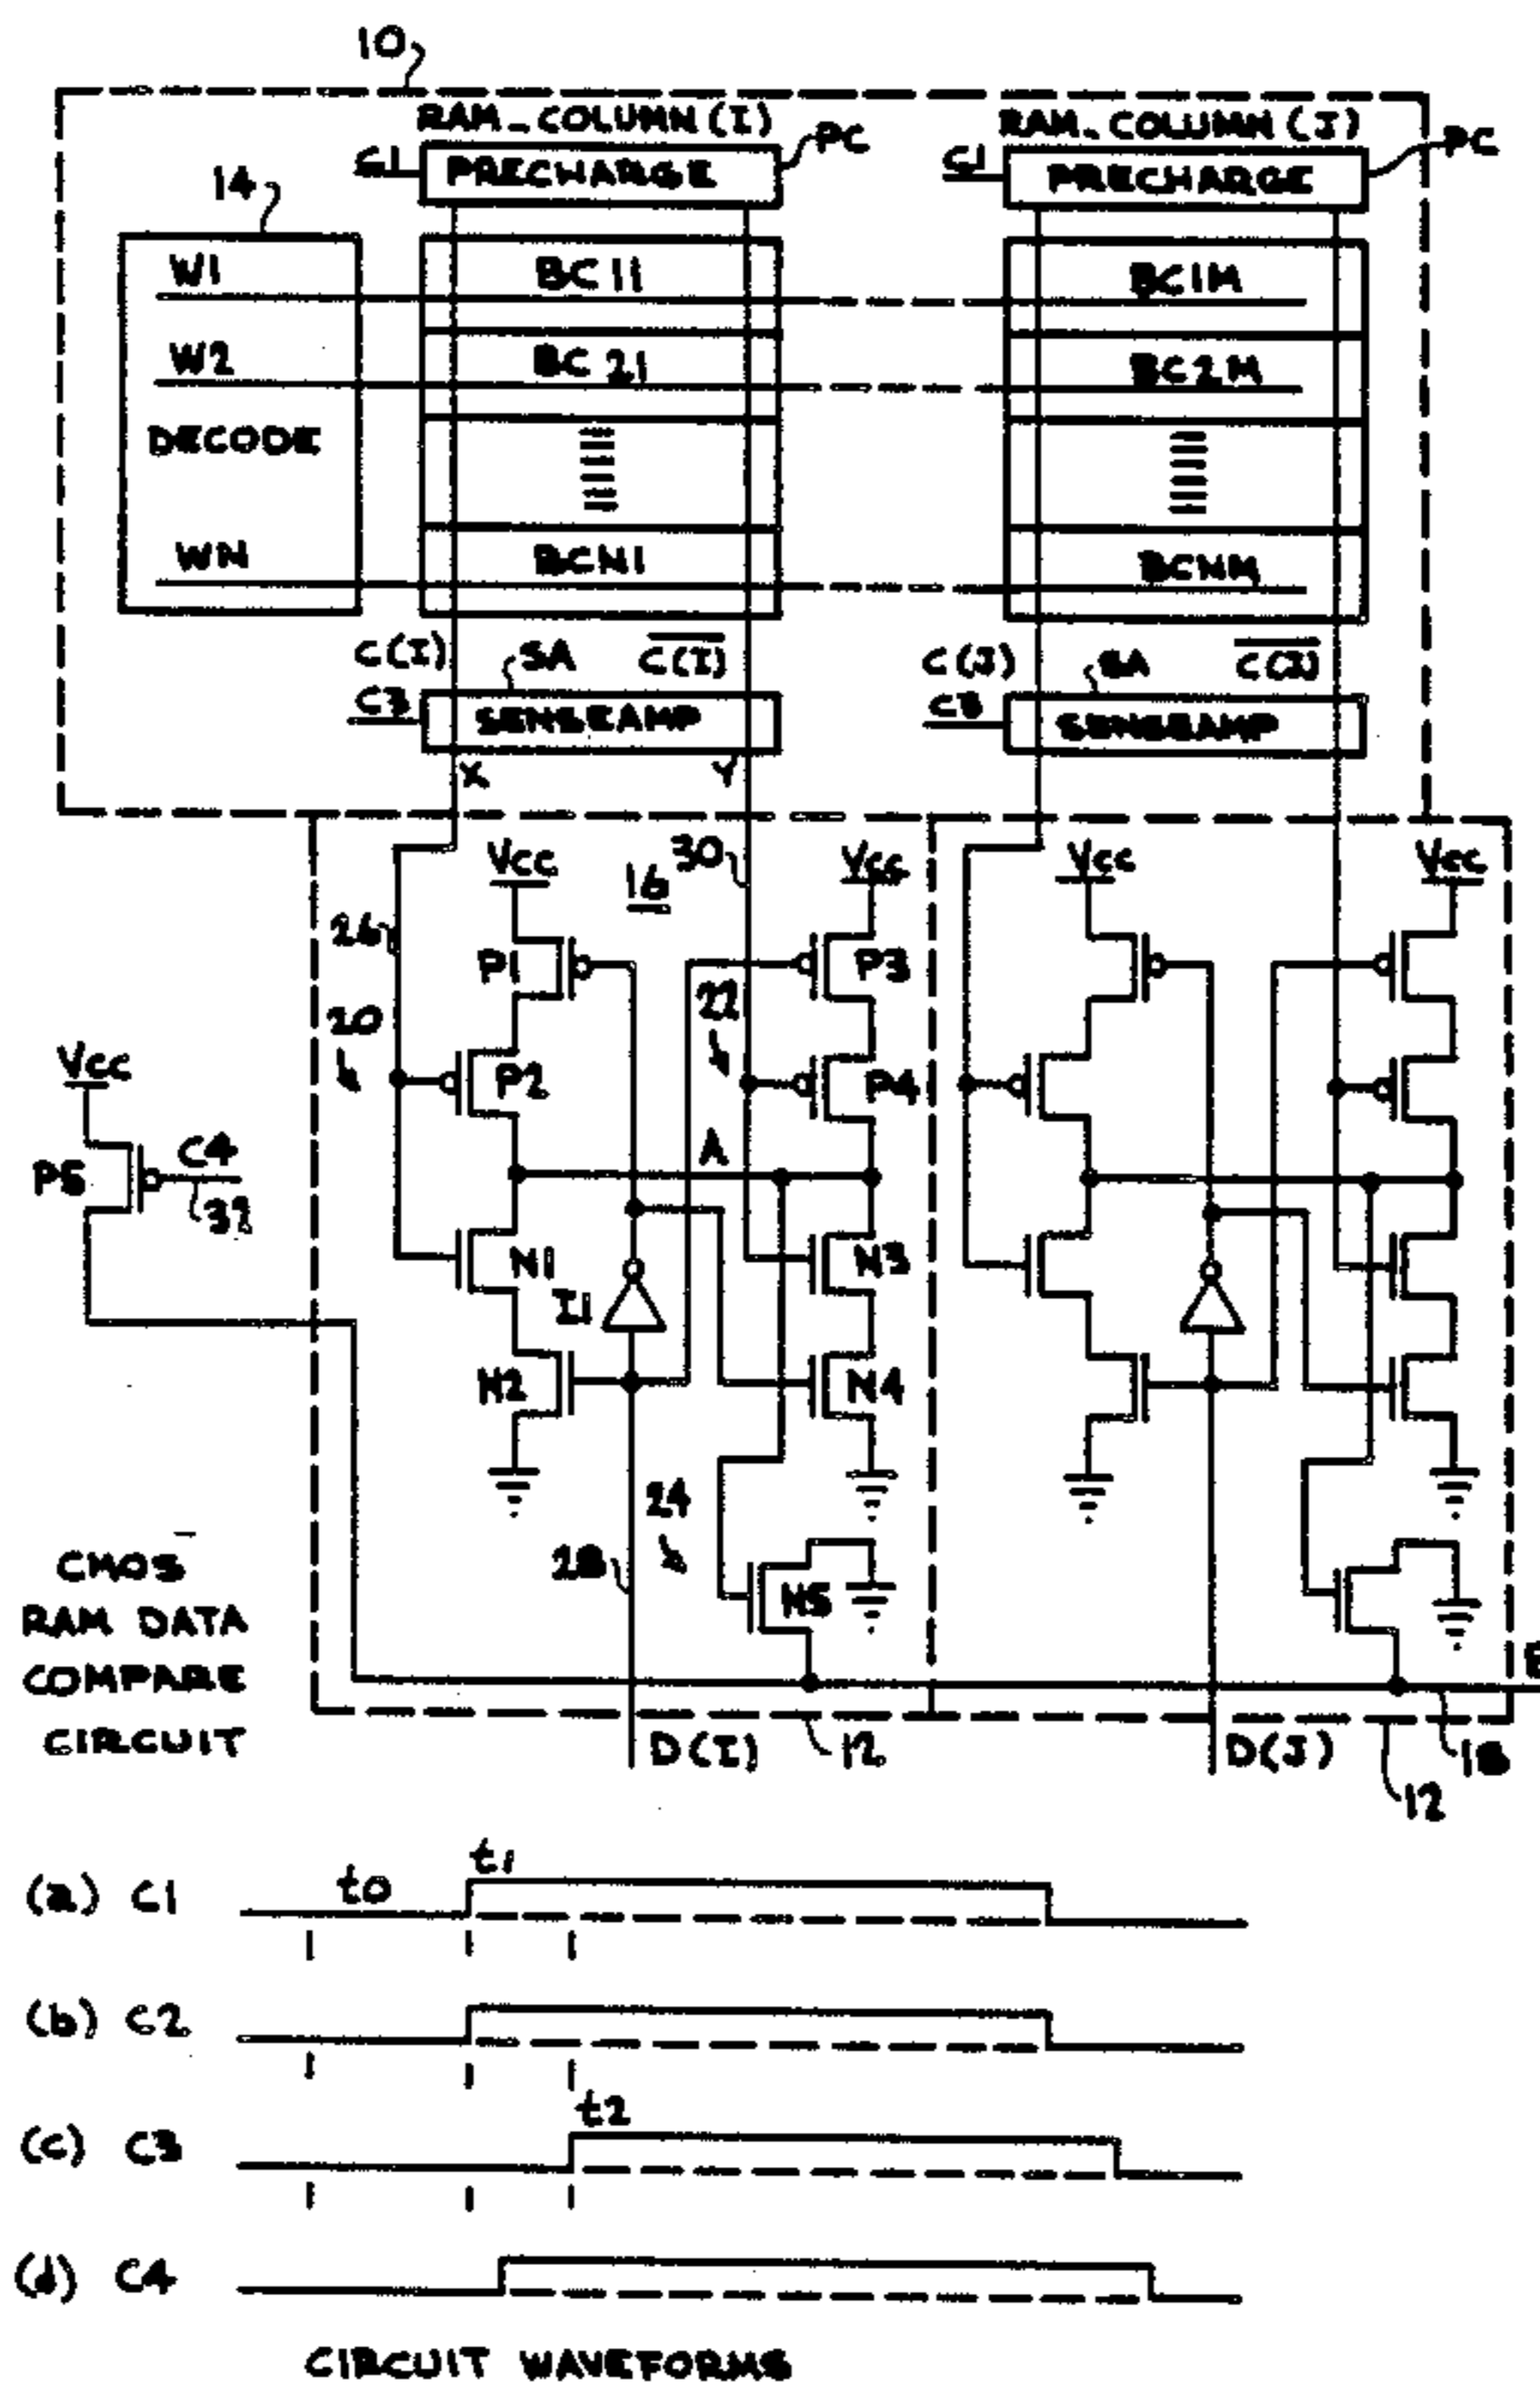 10
RAM_COLUMN(I)
RAM_COLUMN(J)
C1
PRECHARGE
PC
C1
PRECHARGE
PC
14
W1
BC11
BC1M
W2
BC21
BC2M
DECODE
WN
BCN1
BCNM
C(I)
SA
C(I)
C(J)
SA
C(J)
C3
SENSEAMP
C3
SENSEAMP
X
Y
Vcc
16
30
Vcc
Vcc
Vcc
26
P1
P3
20
22
Vcc
P2
P4
P5
C4
A
32
N1
I1
N3
N2
N4
24
28
N5
CMOS
RAM DATA
COMPARE
CIRCUIT
D(I)
12
D(J)
18
12
(a) C1
t0
t1
(b) C2
t2
(c) C3
(d) C4
CIRCUIT WAVEFORMS